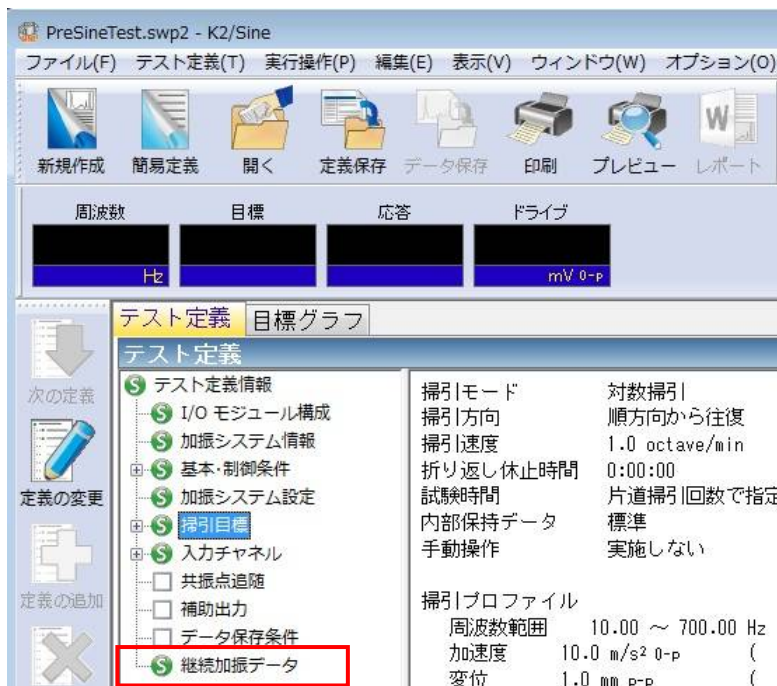 PreSineTest.swp2 - K2/Sine
ファイル(F) テスト定義(T) 実行操作(P) 編集(E) 表示(V) ウィンドウ(W) オプション(O)
新規作成 簡易定義 開く 定義保存 データ保存 印刷 プレビュー レポート
周波数 目標 応答 ドライブ
Hz mV 0-p
テスト定義 目標グラフ
テスト定義
次の定義
定義の変更
定義の追加
テスト定義情報
I/O モジュール構成
加振システム情報
基本・制御条件
加振システム設定
掃引目標
入力チャネル
共振点追随
補助出力
データ保存条件
継続加振データ
掃引モード 対数掃引
掃引方向 順方向から往復
掃引速度 1.0 octave/min
折り返し休止時間 0:00:00
試験時間 片道掃引回数で指定
内部保持データ 標準
手動操作 実施しない
掃引プロファイル
周波数範囲 10.00 ～ 700.00 Hz
加速度 10.0 m/s² 0-p (
変位 1.0 mm p-p (